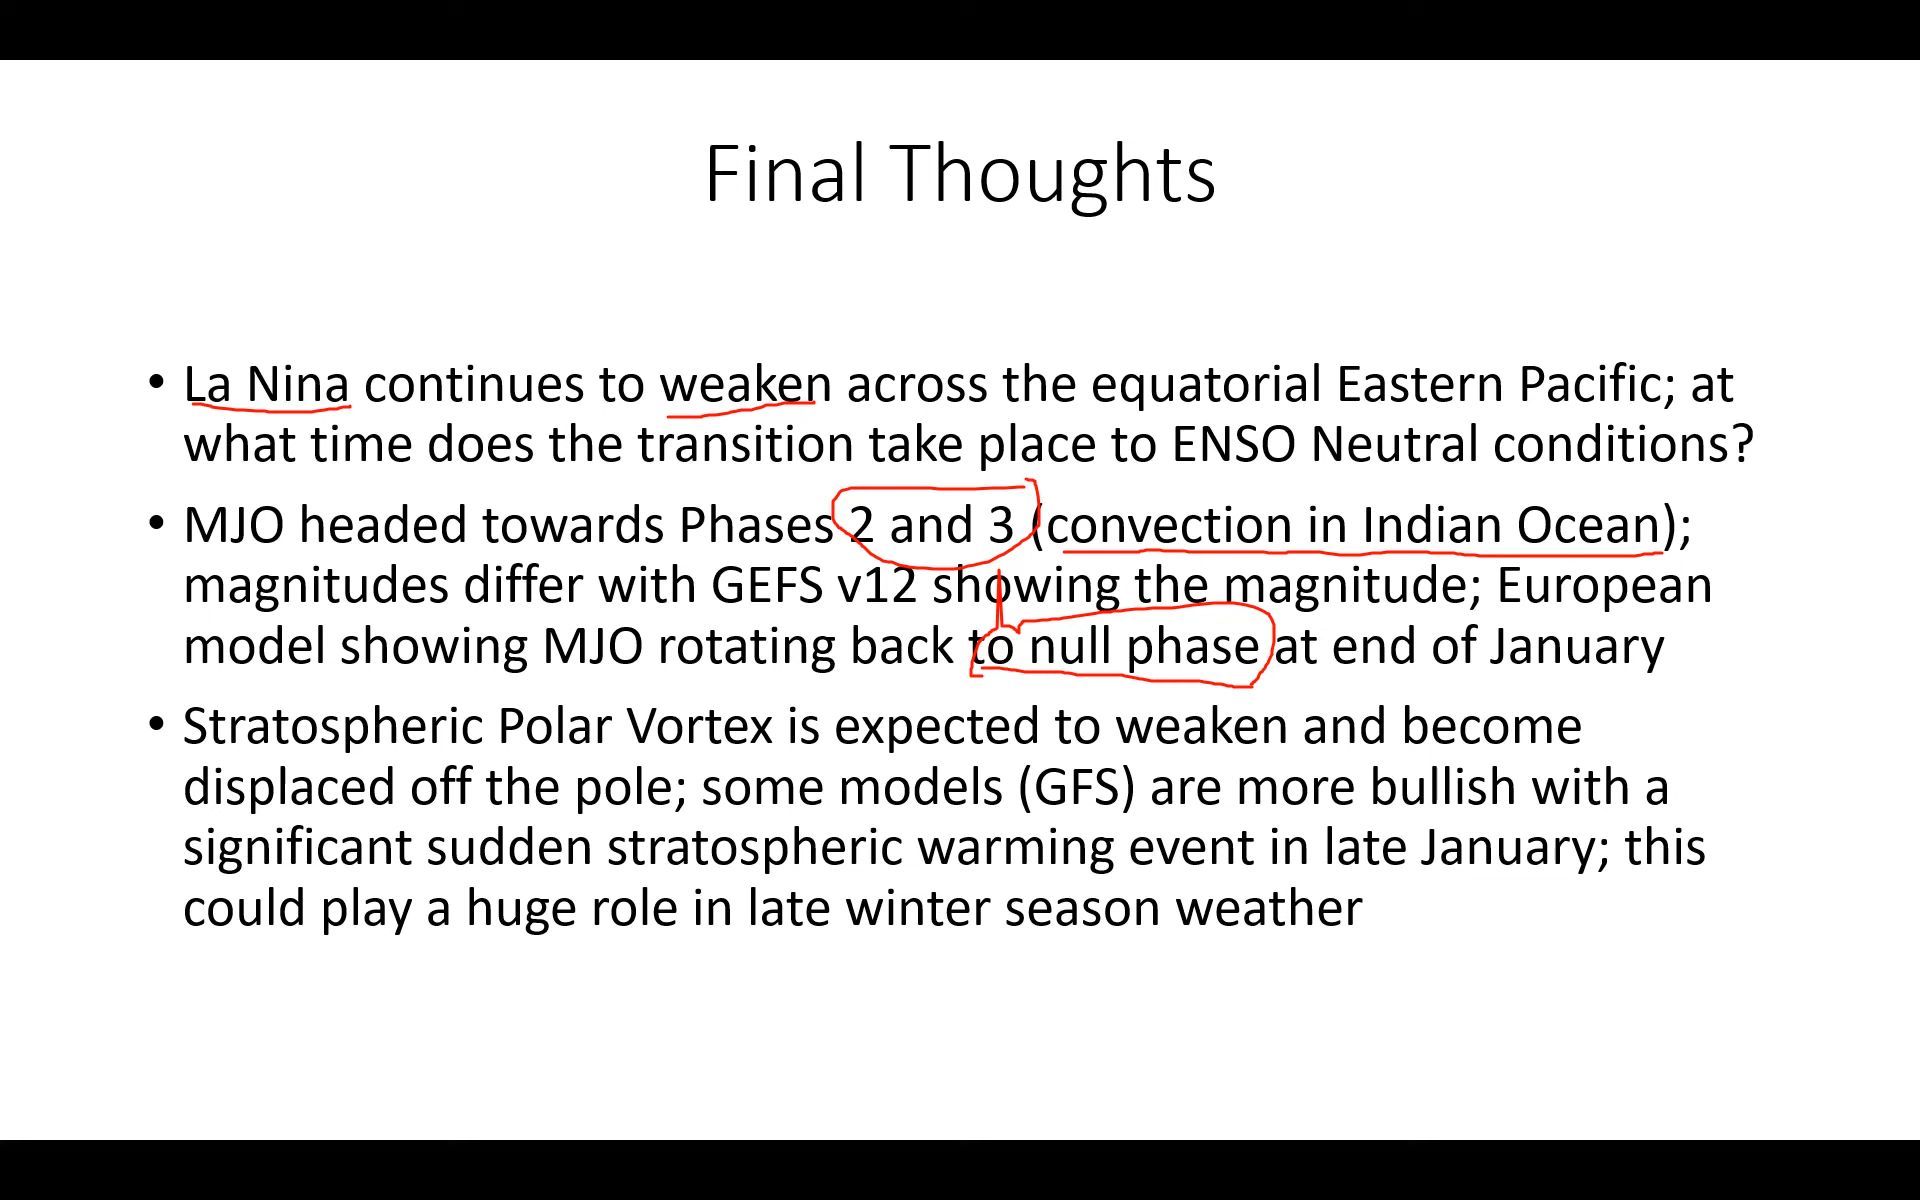 Final Thoughts
• La Nina continues to weaken across the equatorial Eastern Pacific; at
what time does the transition take place to ENSO Neutral conditions?
• MJO headed towards Phases 2 and 3 (convection in Indian Ocean);
magnitudes differ with GEFS v12 showing the magnitude; European
model showing MJO rotating back to null phase at end of January
• Stratospheric Polar Vortex is expected to weaken and become
displaced off the pole; some models (GFS) are more bullish with a
significant sudden stratospheric warming event in late January; this
could play a huge role in late winter season weather